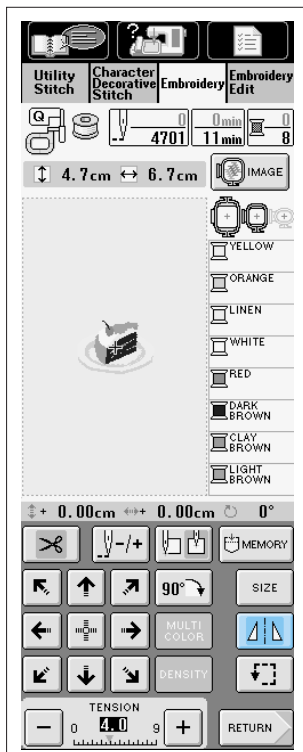 Utility Stitch
Character Decorative Stitch
Embroidery
Embroidery Edit
Q
0
4701
0min
11min
0
8
4.7cm
6.7cm
IMAGE
YELLOW
ORANGE
LINEN
WHITE
RED
DARK BROWN
CLAY BROWN
LIGHT BROWN
+ 0.00cm
+ 0.00cm
0°
-/+
MEMORY
90°
SIZE
MULTI COLOR
DENSITY
TENSION
−
0
4.0
9
+
RETURN